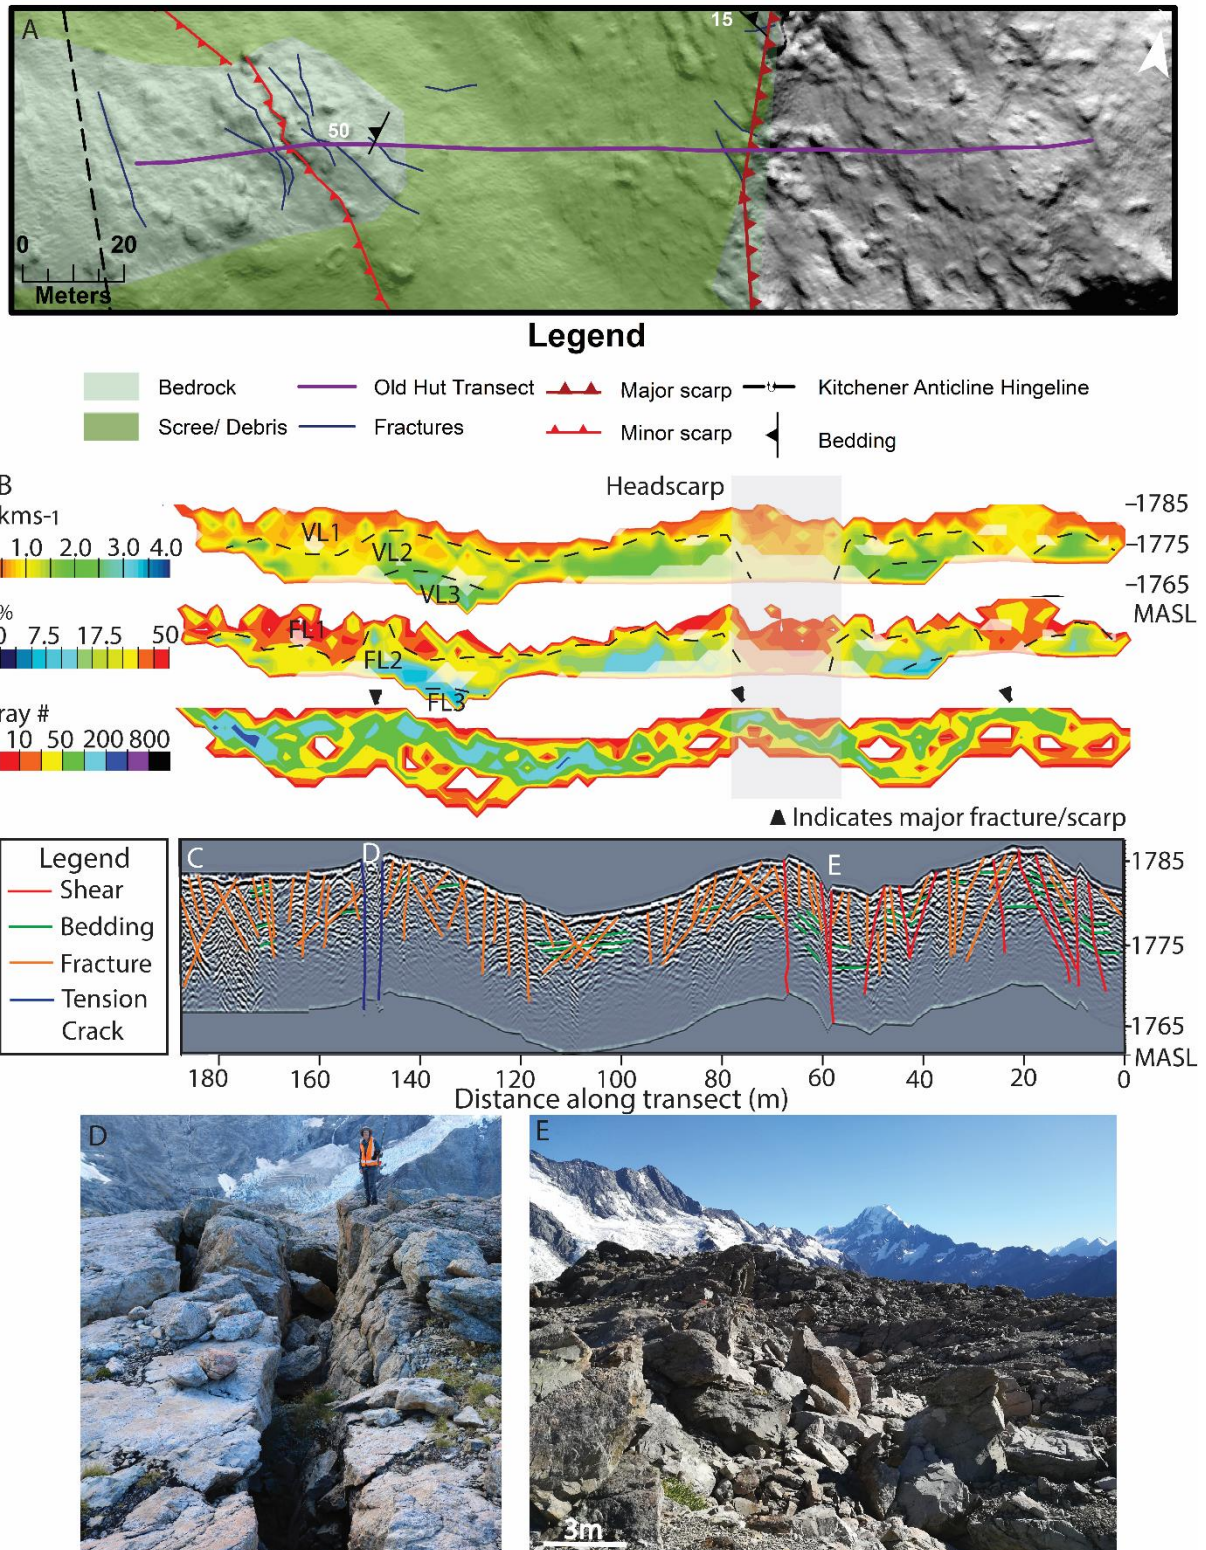 A
15
50
0 20
Meters
Legend
Bedrock
Old Hut Transect
Major scarp
Kitchener Anticline Hingeline
Scree/ Debris
Fractures
Minor scarp
Bedding
B
Headscarp
kms-1
1.0 2.0 3.0 4.0
VL1
VL2
VL3
1785
1775
1765
MASL
%
0 7.5 17.5 50
FL1
FL2
FL3
ray #
10 50 200 800
Indicates major fracture/scarp
Legend
Shear
Bedding
Fracture
Tension
Crack
C
D
E
1785
1775
1765
MASL
180 160 140 120 100 80 60 40 20 0
Distance along transect (m)
D
E
3m